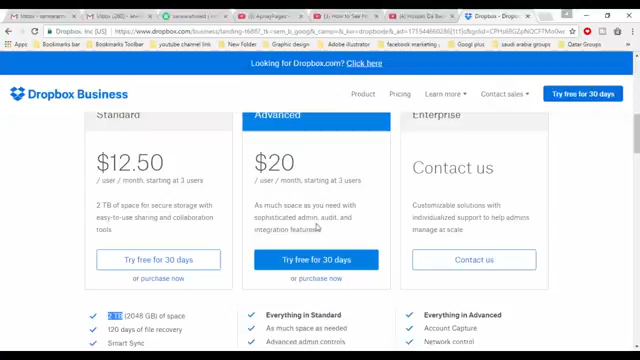 Dropbox, Inc [US]
Apps
Bookmarks bar
Bookmarks Toolbar
youtube channel link
New folder
Graphic design
Adobe illustrator
facebook marketing
Googl plus
saudi arabia groups
Qatar Groups
Looking for Dropbox.com? Click here
Dropbox Business
Product
Pricing
Learn more
Contact sales
Try free for 30 days
Standard
Advanced
Enterprise
$12.50
/ user / month, starting at 3 users
2 TB of space for secure storage with
easy-to-use sharing and collaboration
tools
Try free for 30 days
or purchase now
$20
/ user / month, starting at 3 users
As much space as you need with
sophisticated admin, audit, and
integration features
Try free for 30 days
or purchase now
Contact us
Customizable solutions with
individualized support to help admins
manage at scale
Contact us
2 TB (2048 GB) of space
120 days of file recovery
Smart Sync
Everything in Standard
As much space as needed
Advanced admin controls
Everything in Advanced
Account Capture
Network control